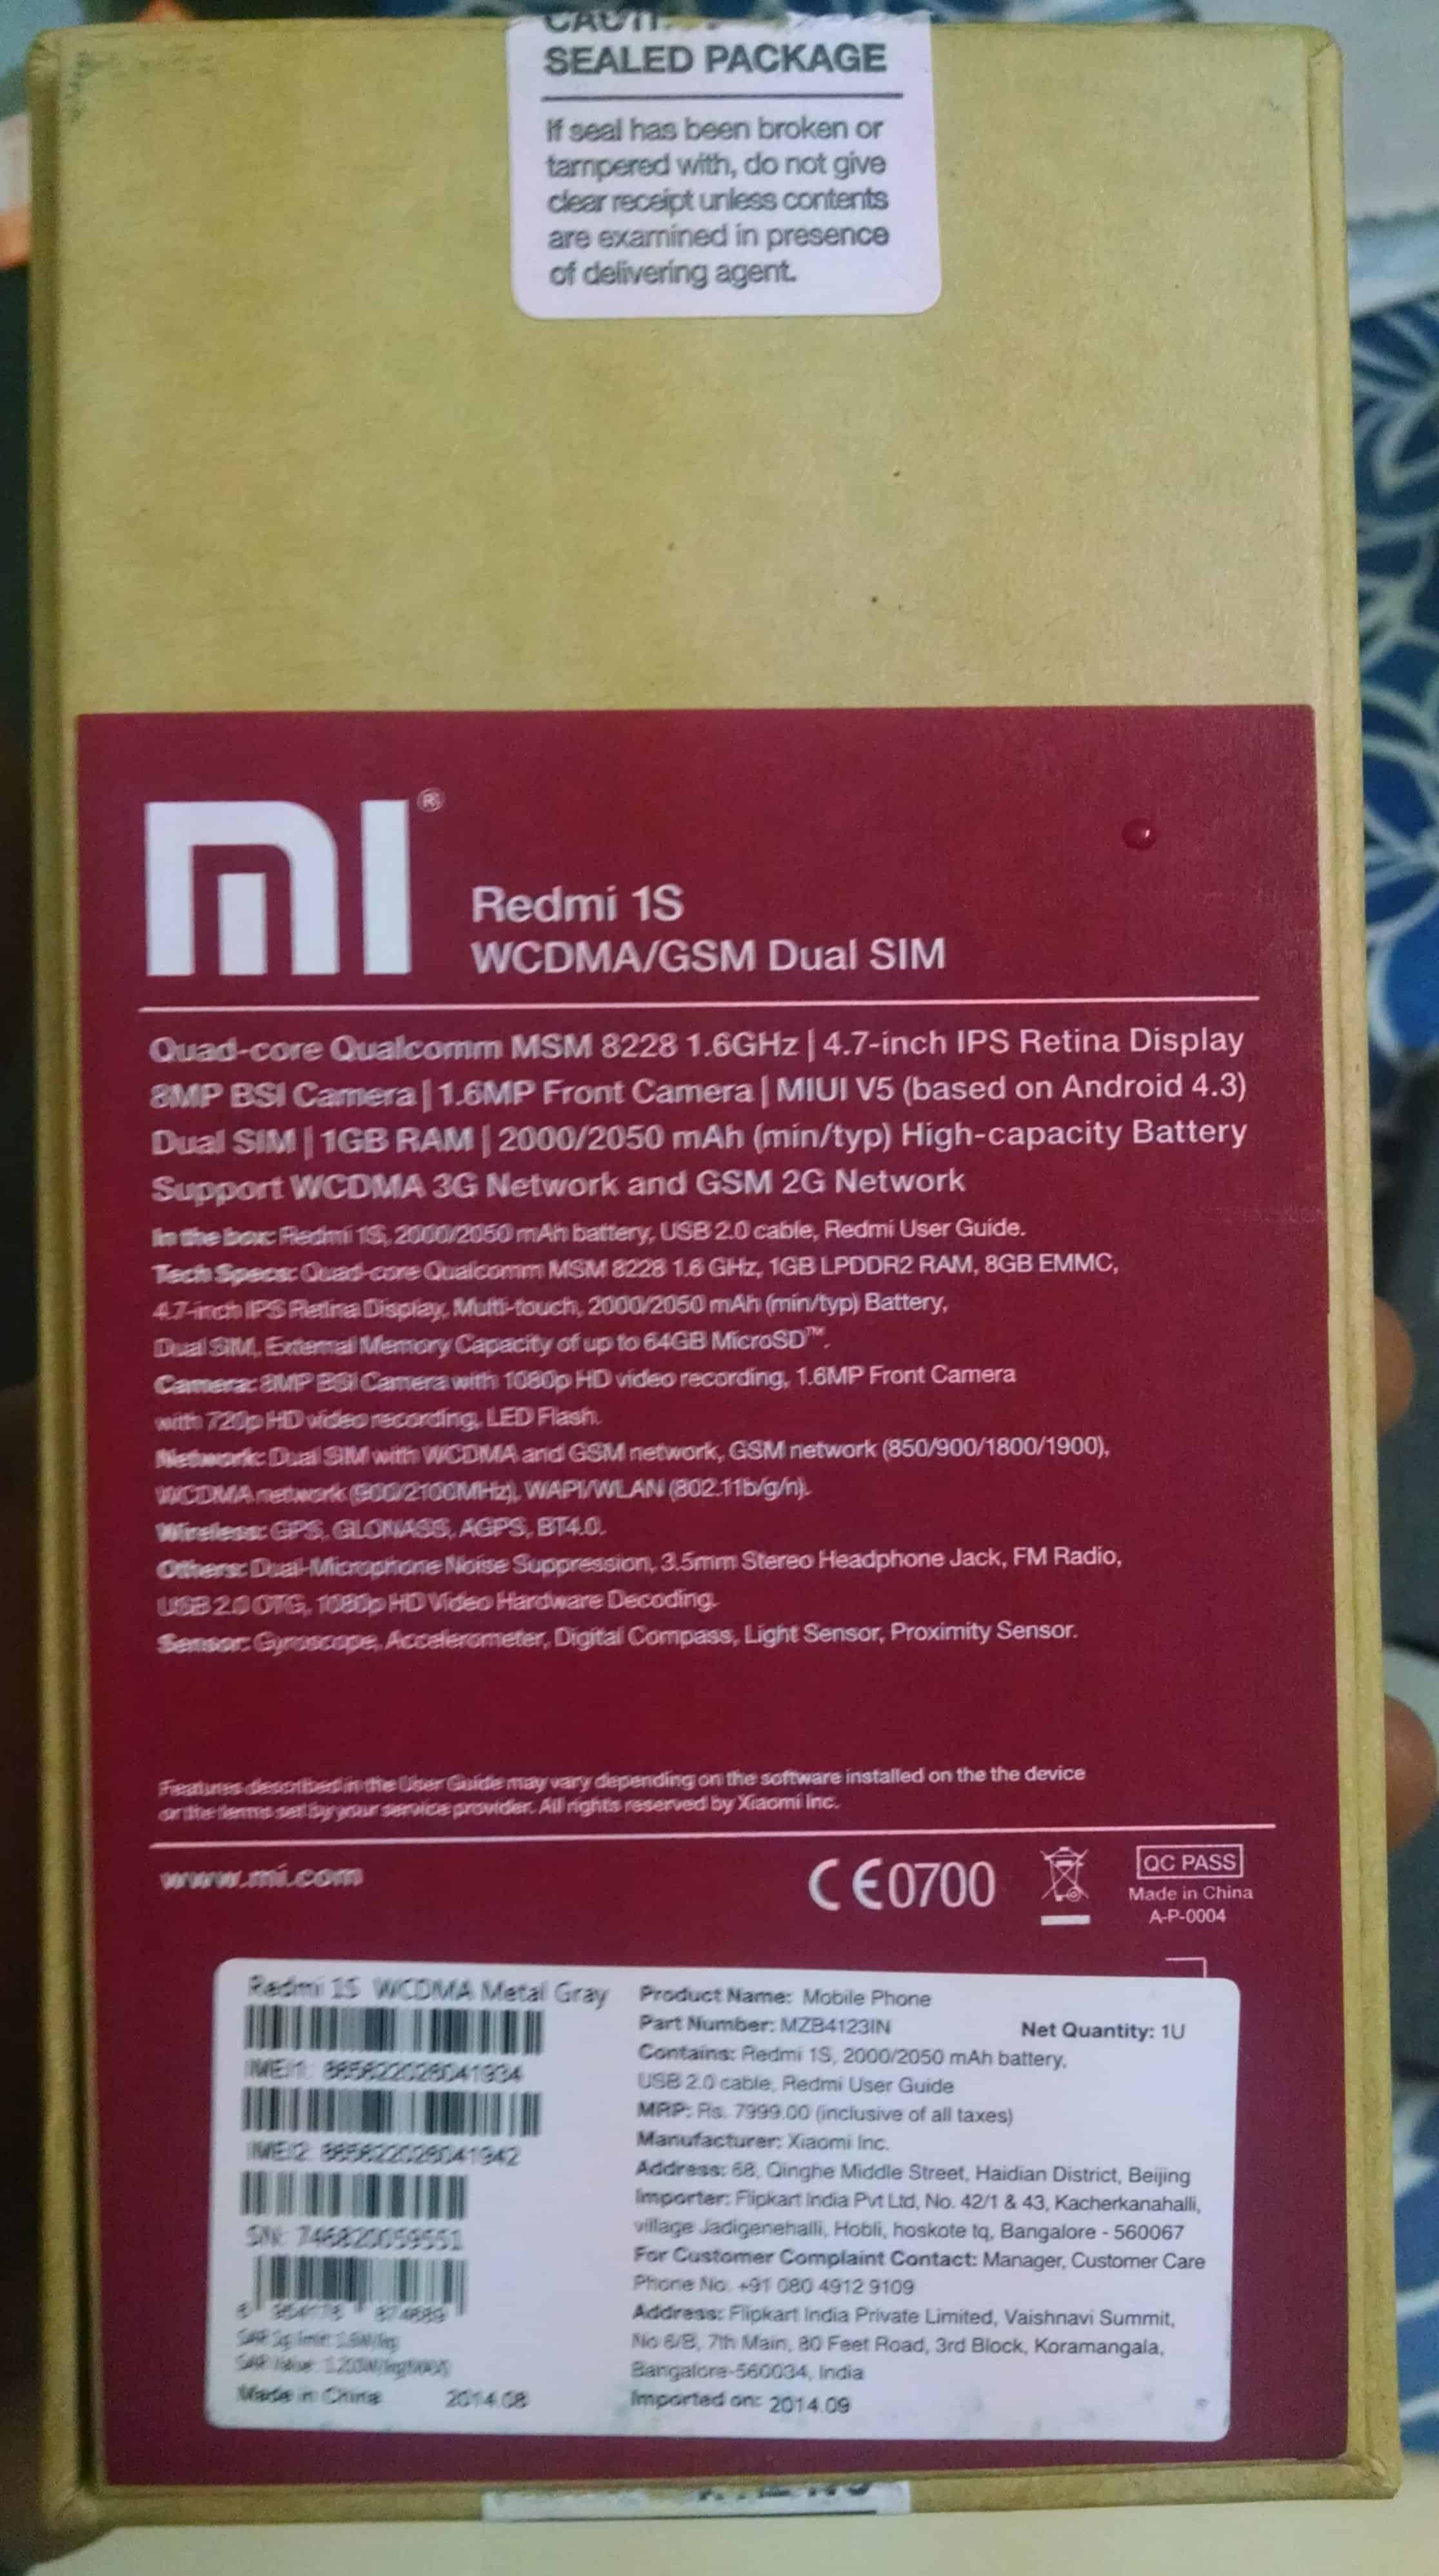 SEALED PACKAGE
If seal has been broken or
tampered with, do not give
clear receipt unless contents
are examined in presence
of delivering agent.
mi®
Redmi 1S
WCDMA/GSM Dual SIM
Quad-core Qualcomm MSM 8228 1.6GHz | 4.7-inch IPS Retina Display
8MP BSI Camera | 1.6MP Front Camera | MIUI V5 (based on Android 4.3)
Dual SIM | 1GB RAM | 2000/2050 mAh (min/typ) High-capacity Battery
Support WCDMA 3G Network and GSM 2G Network
In the box: Redmi 1S, 2000/2050 mAh battery, USB 2.0 cable, Redmi User Guide.
Tech Specs: Quad-core Qualcomm MSM 8228 1.6 GHz, 1GB LPDDR2 RAM, 8GB EMMC,
4.7-inch IPS Retina Display, Multi-touch, 2000/2050 mAh (min/typ) Battery,
Dual SIM, External Memory Capacity of up to 64GB MicroSD™.
Camera: 8MP BSI Camera with 1080p HD video recording, 1.6MP Front Camera
with 720p HD video recording, LED Flash.
Network: Dual SIM with WCDMA and GSM network, GSM network (850/900/1800/1900),
WCDMA network (900/2100MHz), WAPI/WLAN (802.11b/g/n).
Wireless: GPS, GLONASS, AGPS, BT4.0.
Others: Dual-Microphone Noise Suppression, 3.5mm Stereo Headphone Jack, FM Radio,
USB 2.0 OTG, 1080p HD Video Hardware Decoding.
Sensor: Gyroscope, Accelerometer, Digital Compass, Light Sensor, Proximity Sensor.
Features described in the User Guide may vary depending on the software installed on the the device
or the terms set by your service provider. All rights reserved by Xiaomi Inc.
www.mi.com
CE0700
QC PASS
Made in China
A-P-0004
Redmi 1S WCDMA Metal Gray
IMEI1:
IMEI2:
SN:
Made in China 2014.08
Product Name: Mobile Phone
Part Number: MZB4123IN Net Quantity: 1U
Contains: Redmi 1S, 2000/2050 mAh battery,
USB 2.0 cable, Redmi User Guide
MRP: Rs. 7999.00 (inclusive of all taxes)
Manufacturer: Xiaomi Inc.
Address: 68, Qinghe Middle Street, Haidian District, Beijing
Importer: Flipkart India Pvt Ltd, No. 42/1 & 43, Kacherkanahalli,
village Jadigenehalli, Hobli, hoskote tq, Bangalore - 560067
For Customer Complaint Contact: Manager, Customer Care
Phone No. +91 080 4912 9109
Address: Flipkart India Private Limited, Vaishnavi Summit,
No 6/B, 7th Main, 80 Feet Road, 3rd Block, Koramangala,
Bangalore-560034, India
Imported on: 2014.09